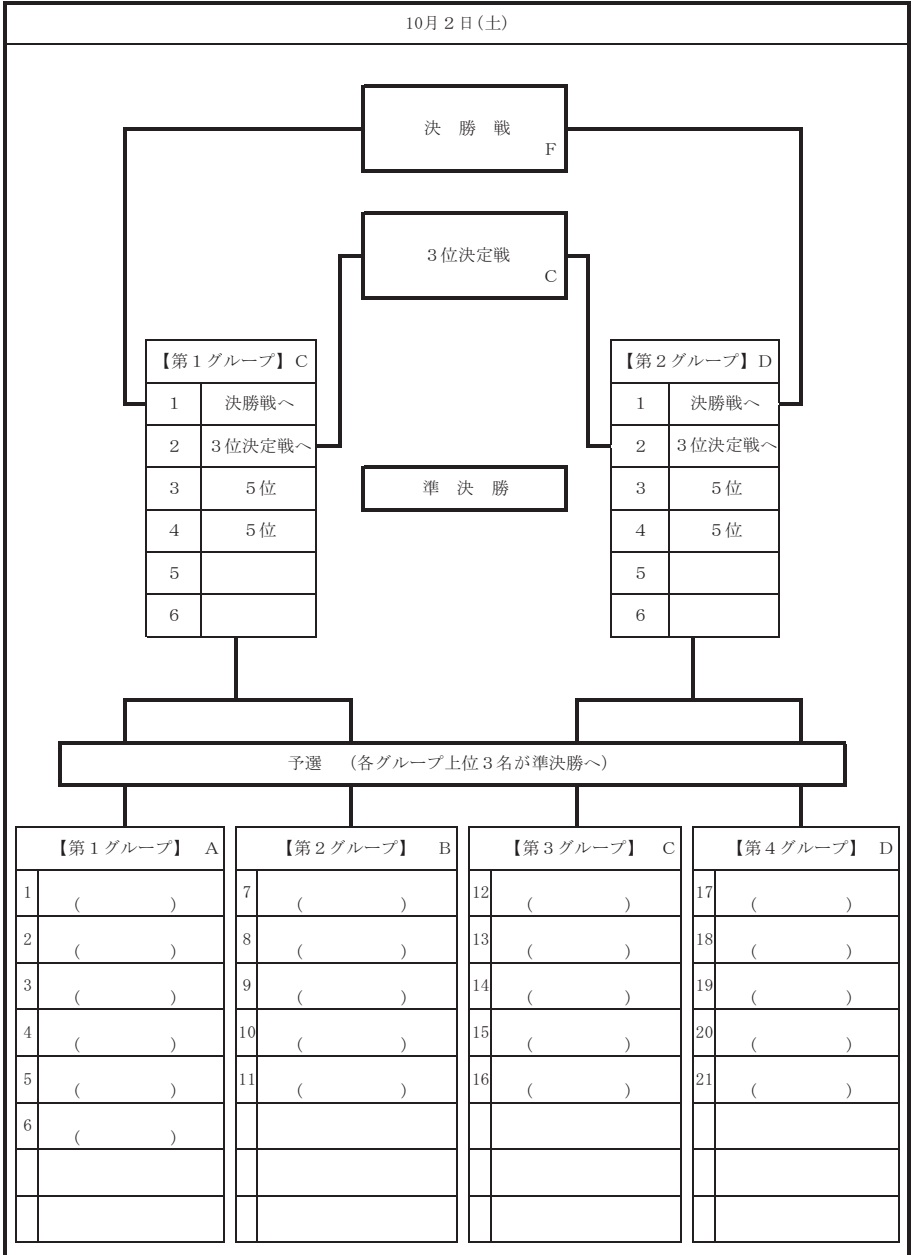 10月２日(土)
決　勝　戦
F
３位決定戦
C
【第１グループ】C
1 決勝戦へ
2 ３位決定戦へ
3 ５位
4 ５位
5
6
準　決　勝
【第２グループ】D
1 決勝戦へ
2 ３位決定戦へ
3 ５位
4 ５位
5
6
予選　（各グループ上位３名が準決勝へ）
【第１グループ】　A
1 (　　　　　)
2 (　　　　　)
3 (　　　　　)
4 (　　　　　)
5 (　　　　　)
6 (　　　　　)
【第２グループ】　B
7 (　　　　　)
8 (　　　　　)
9 (　　　　　)
10 (　　　　　)
11 (　　　　　)
【第３グループ】　C
12 (　　　　　)
13 (　　　　　)
14 (　　　　　)
15 (　　　　　)
16 (　　　　　)
【第４グループ】　D
17 (　　　　　)
18 (　　　　　)
19 (　　　　　)
20 (　　　　　)
21 (　　　　　)